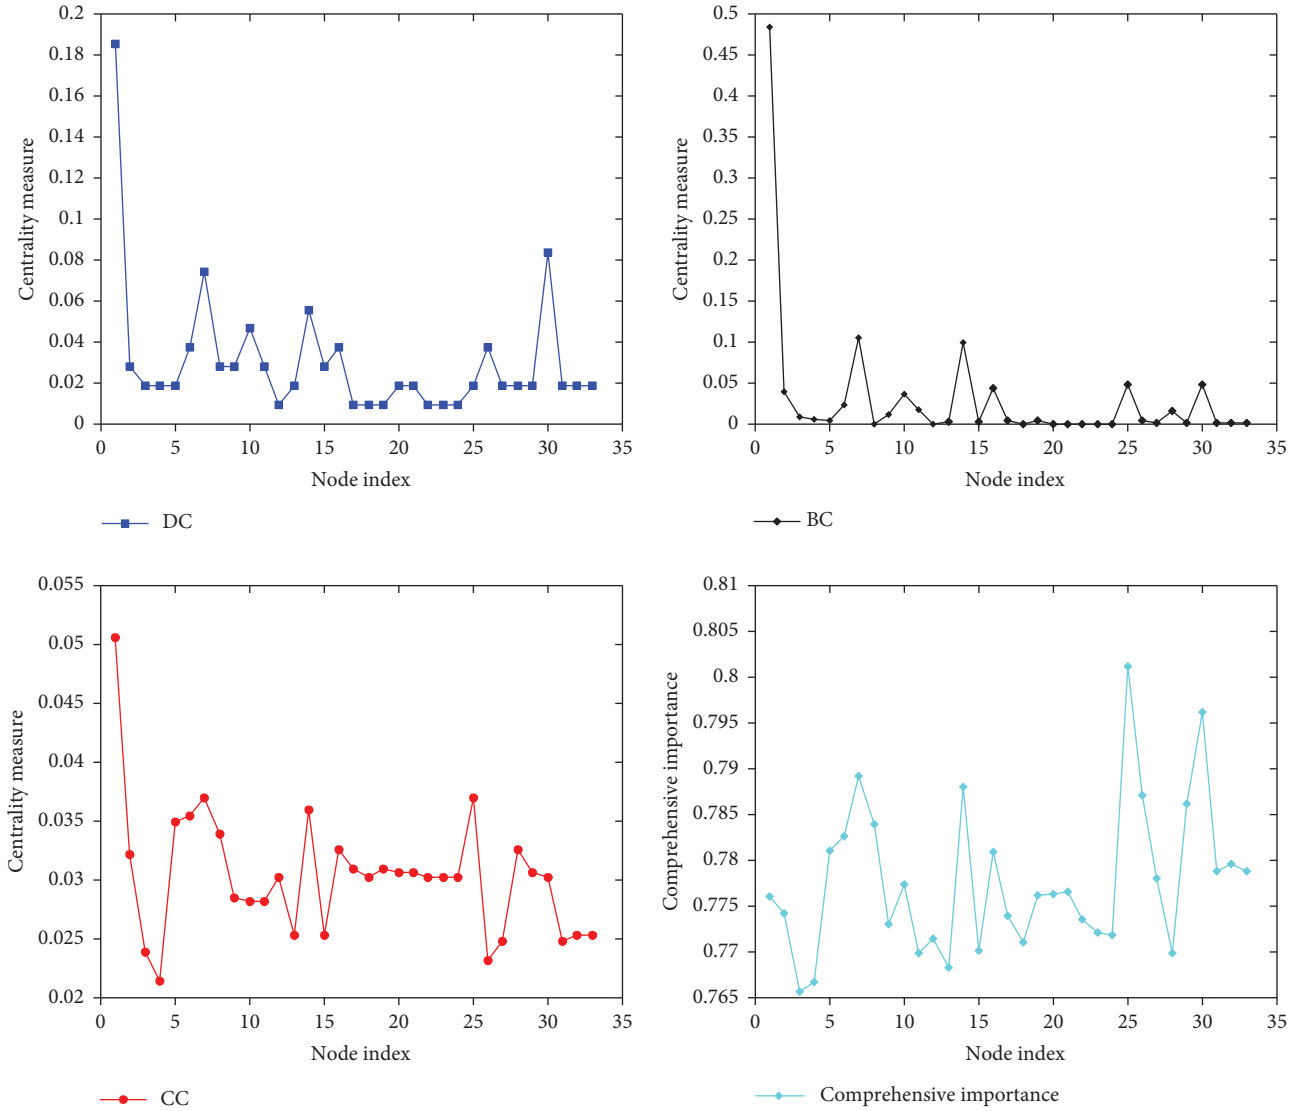 0.2
0.18
0.16
0.14
0.12
0.1
0.08
0.06
0.04
0.02
0
Centrality measure
0 5 10 15 20 25 30 35
Node index
DC
0.5
0.45
0.4
0.35
0.3
0.25
0.2
0.15
0.1
0.05
0
Centrality measure
0 5 10 15 20 25 30 35
Node index
BC
0.055
0.05
0.045
0.04
0.035
0.03
0.025
0.02
Centrality measure
0 5 10 15 20 25 30 35
Node index
CC
0.81
0.805
0.8
0.795
0.79
0.785
0.78
0.775
0.77
0.765
Comprehensive importance
0 5 10 15 20 25 30 35
Node index
Comprehensive importance